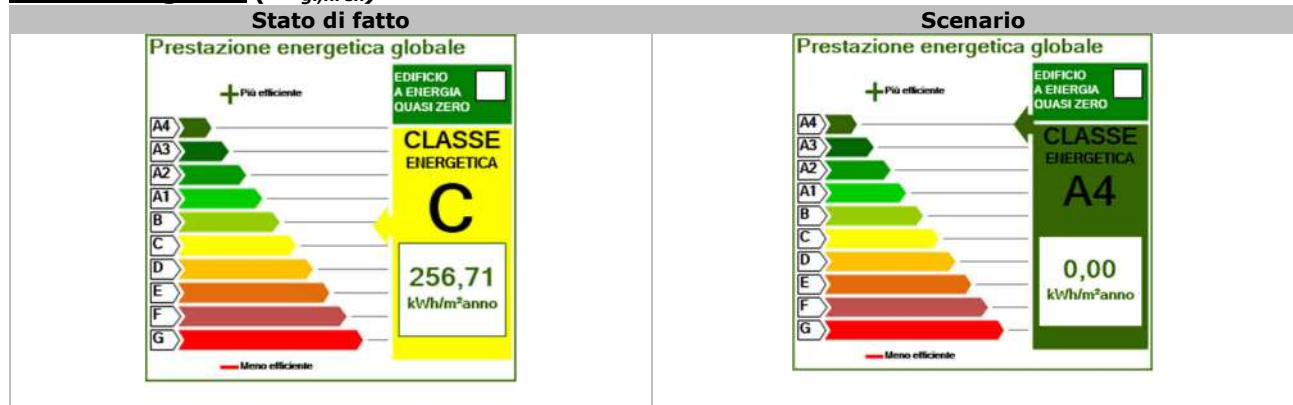 Stato di fatto
Scenario
Prestazione energetica globale
Più efficiente
EDIFICIO
A ENERGIA
QUASI ZERO
A4
A3
A2
A1
B
C
D
E
F
G
CLASSE
ENERGETICA
C
256,71
kWh/m²anno
Meno efficiente
Prestazione energetica globale
Più efficiente
EDIFICIO
A ENERGIA
QUASI ZERO
A4
A3
A2
A1
B
C
D
E
F
G
CLASSE
ENERGETICA
A4
0,00
kWh/m²anno
Meno efficiente